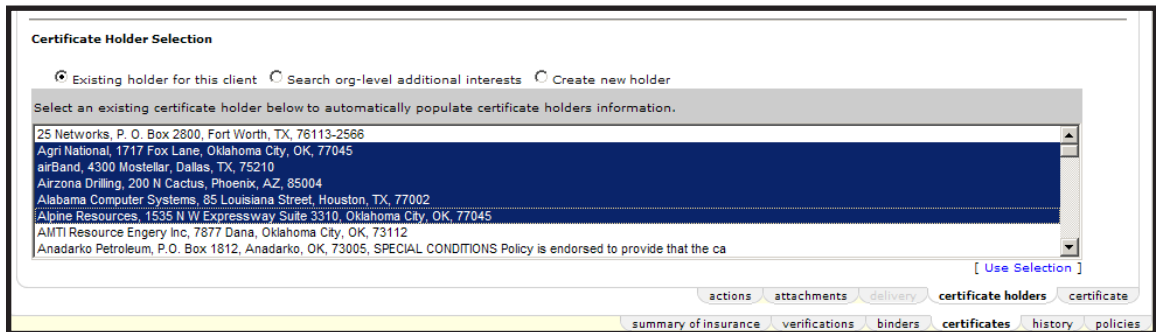 Certificate Holder Selection
Existing holder for this client Search org-level additional interests Create new holder
Select an existing certificate holder below to automatically populate certificate holders information.
25 Networks, P. O. Box 2800, Fort Worth, TX, 76113-2566
Agri National, 1717 Fox Lane, Oklahoma City, OK, 77045
airBand, 4300 Mostellar, Dallas, TX, 75210
Airzona Drilling, 200 N Cactus, Phoenix, AZ, 85004
Alabama Computer Systems, 85 Louisiana Street, Houston, TX, 77002
Alpine Resources, 1535 N W Expressway Suite 3310, Oklahoma City, OK, 77045
AMTI Resource Engery Inc, 7877 Dana, Oklahoma City, OK, 73112
Anadarko Petroleum, P.O. Box 1812, Anadarko, OK, 73005, SPECIAL CONDITIONS Policy is endorsed to provide that the ca
[ Use Selection ]
actions attachments delivery certificate holders certificate
summary of insurance verifications binders certificates history policies